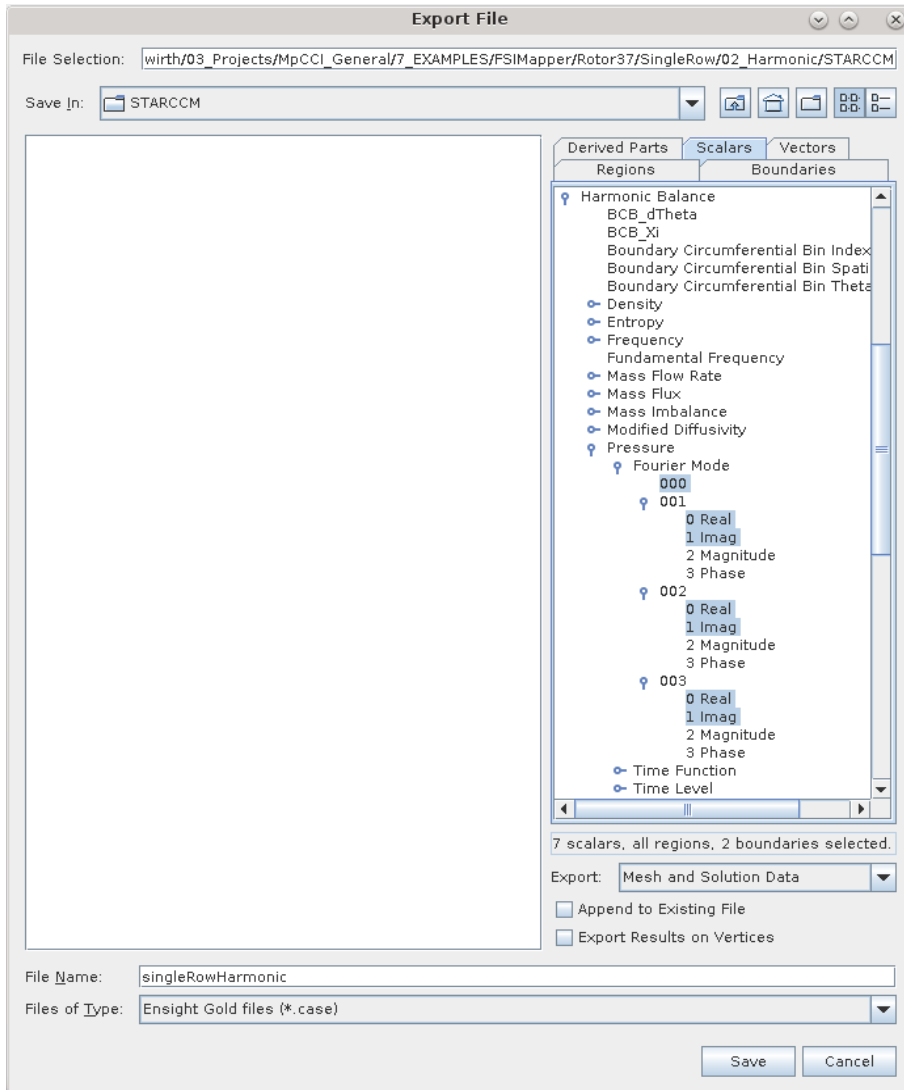 Export File
File Selection: wirth/03_Projects/MpCCI_General/7_EXAMPLES/FSIMapper/Rotor37/SingleRow/02_Harmonic/STARCCM
Save In: STARCCM
Derived Parts Scalars Vectors
Regions Boundaries
Harmonic Balance
BCB_dTheta
BCB_Xi
Boundary Circumferential Bin Index
Boundary Circumferential Bin Spati
Boundary Circumferential Bin Theta
Density
Entropy
Frequency
Fundamental Frequency
Mass Flow Rate
Mass Flux
Mass Imbalance
Modified Diffusivity
Pressure
Fourier Mode
000
001
0 Real
1 Imag
2 Magnitude
3 Phase
002
0 Real
1 Imag
2 Magnitude
3 Phase
003
0 Real
1 Imag
2 Magnitude
3 Phase
Time Function
Time Level
7 scalars, all regions, 2 boundaries selected.
Export: Mesh and Solution Data
Append to Existing File
Export Results on Vertices
File Name: singleRowHarmonic
Files of Type: Ensight Gold files (*.case)
Save Cancel